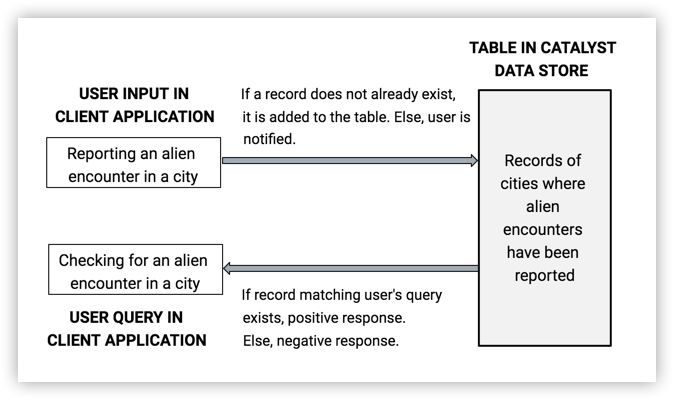 TABLE IN CATALYST
DATA STORE
USER INPUT IN
CLIENT APPLICATION
If a record does not already exist,
it is added to the table. Else, user is
notified.
Reporting an alien
encounter in a city
Records of
cities where
alien
encounters
have been
reported
Checking for an alien
encounter in a city
If record matching user's query
exists, positive response.
Else, negative response.
USER QUERY IN
CLIENT APPLICATION